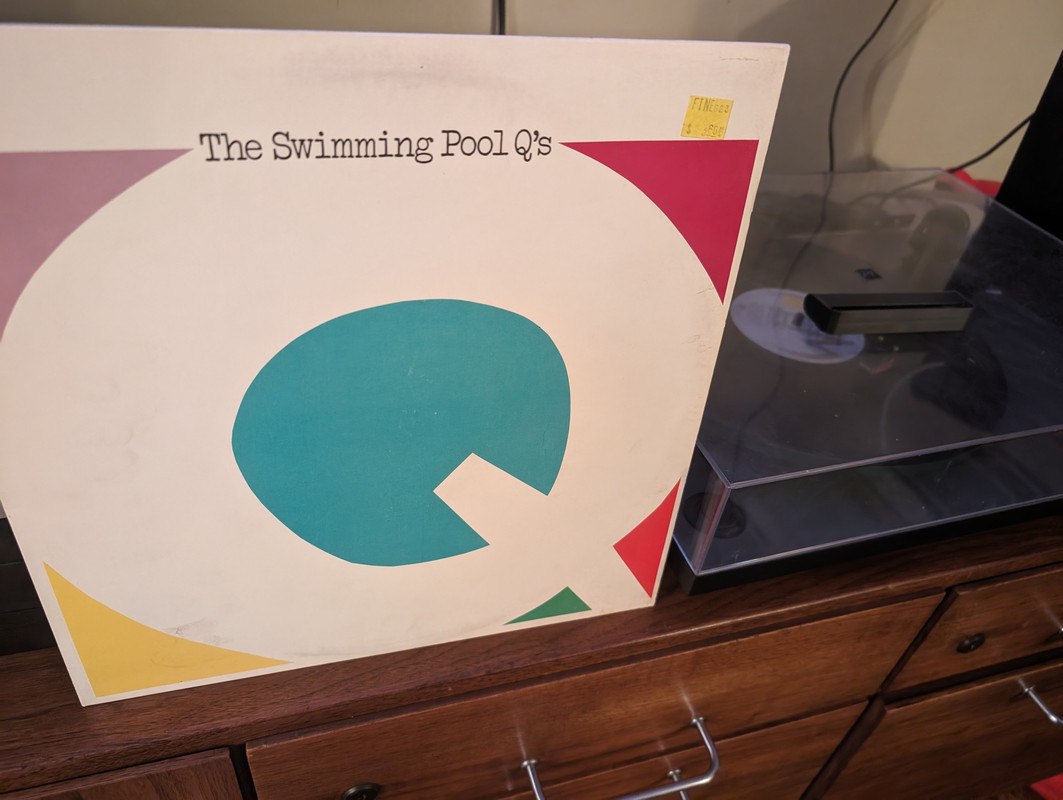 The Swimming Pool Q's